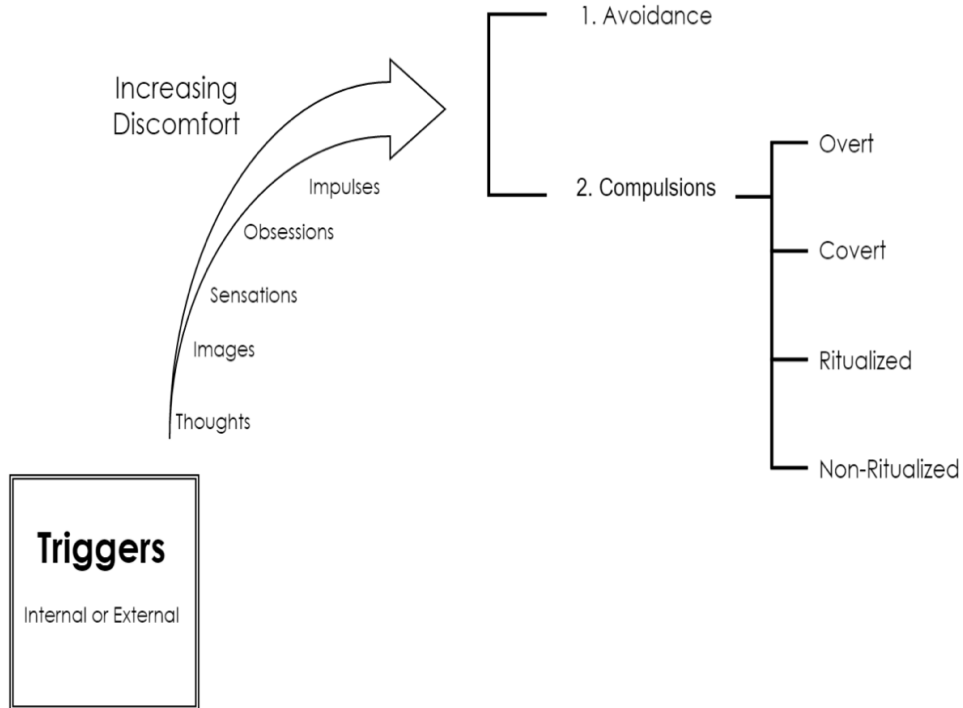 1. Avoidance
Increasing
Discomfort
Overt
Impulses
2. Compulsions
Obsessions
Covert
Sensations
Images
Ritualized
Thoughts
Non-Ritualized
Triggers
Internal or External